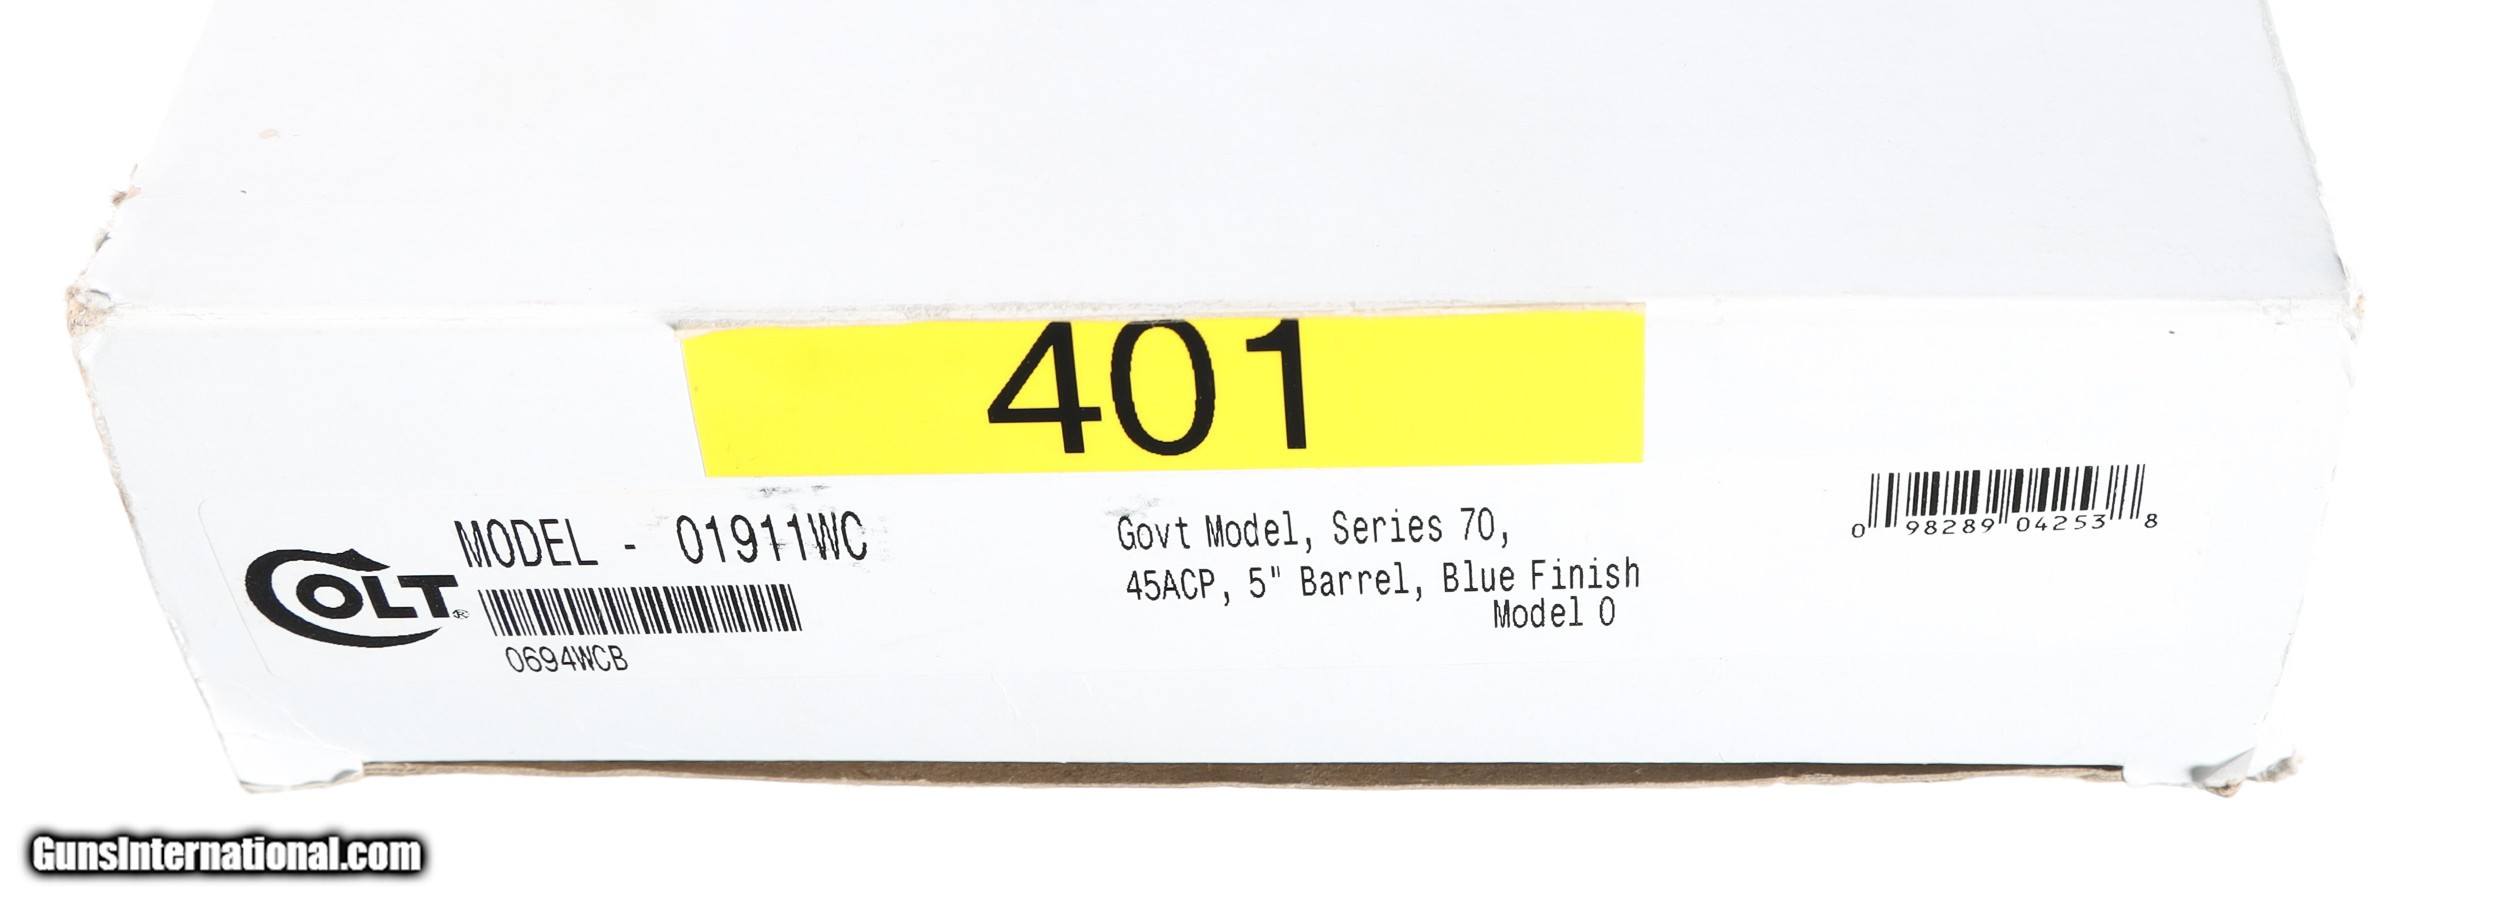 401
MODEL - 01911WC
COLT®
0694WCB
Govt Model, Series 70,
45ACP, 5" Barrel, Blue Finish
Model O
0 98289 04253 8
GunsInternational.com